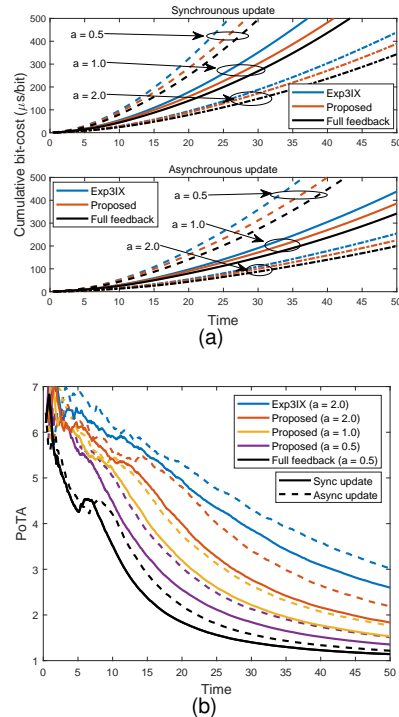 Synchrounous update
500
400
300
200
100
0
a = 0.5
a = 1.0
a = 2.0
Exp3IX
Proposed
Full feedback
0 5 10 15 20 25 30 35 40 45 50
Cumulative bit-cost (μs/bit)
Asynchrounous update
500
400
300
200
100
0
Exp3IX
Proposed
Full feedback
a = 0.5
a = 1.0
a = 2.0
0 5 10 15 20 25 30 35 40 45 50
Time
(a)
7
6
5
4
3
2
1
PoTA
Exp3IX (a = 2.0)
Proposed (a = 2.0)
Proposed (a = 1.0)
Proposed (a = 0.5)
Full feedback (a = 0.5)
Sync update
Async update
0 5 10 15 20 25 30 35 40 45 50
Time
(b)